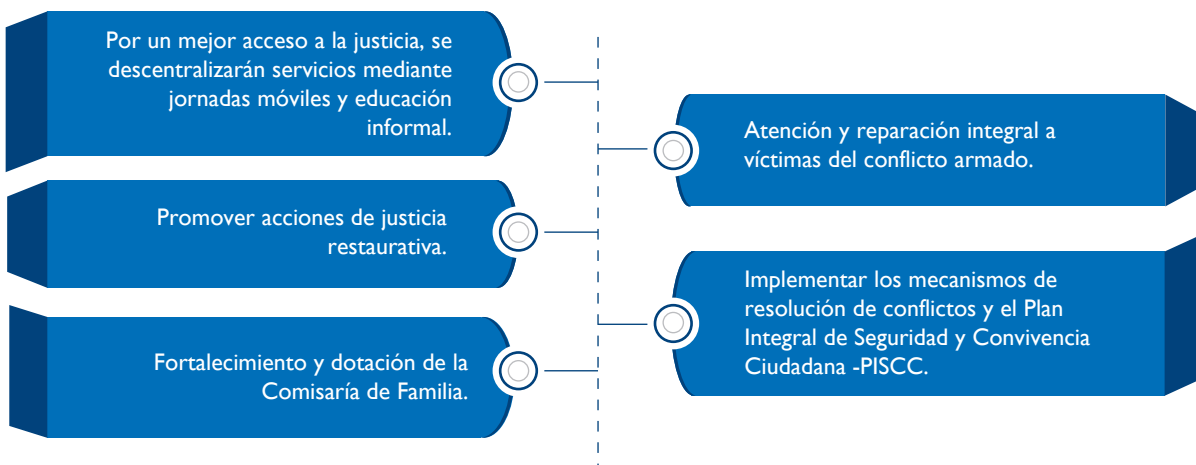 Por un mejor acceso a la justicia, se
descentralizarán servicios mediante
jornadas móviles y educación
informal.
Atención y reparación integral a
víctimas del conflicto armado.
Promover acciones de justicia
restaurativa.
Implementar los mecanismos de
resolución de conflictos y el Plan
Integral de Seguridad y Convivencia
Ciudadana -PISCC.
Fortalecimiento y dotación de la
Comisaría de Familia.